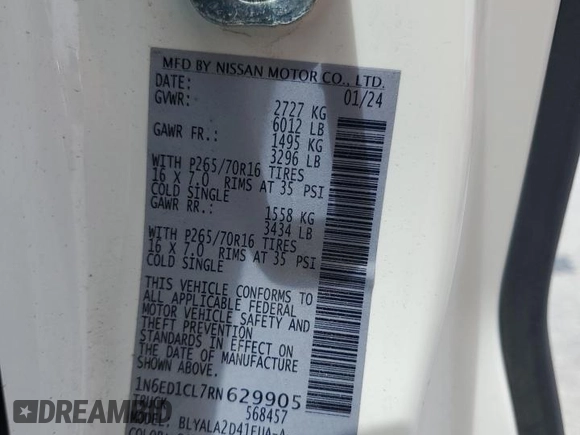 MFD BY NISSAN MOTOR CO., LTD.
DATE: 01/24
GVWR: 2727 KG
6012 LB
GAWR FR: 1495 KG
3296 LB
WITH P265/70R16 TIRES
16 X 7.0 RIMS AT 35 PSI
COLD SINGLE
GAWR RR: 1558 KG
3434 LB
WITH P265/70R16 TIRES
16 X 7.0 RIMS AT 35 PSI
COLD SINGLE
THIS VEHICLE CONFORMS TO
ALL APPLICABLE FEDERAL
MOTOR VEHICLE SAFETY AND
THEFT PREVENTION
STANDARDS IN EFFECT ON
THE DATE OF MANUFACTURE
SHOWN ABOVE.
1N6ED1CL7RN629905
TRUCK 568457
MODEL: BLYALA2D41EUA-A
DREAMBID